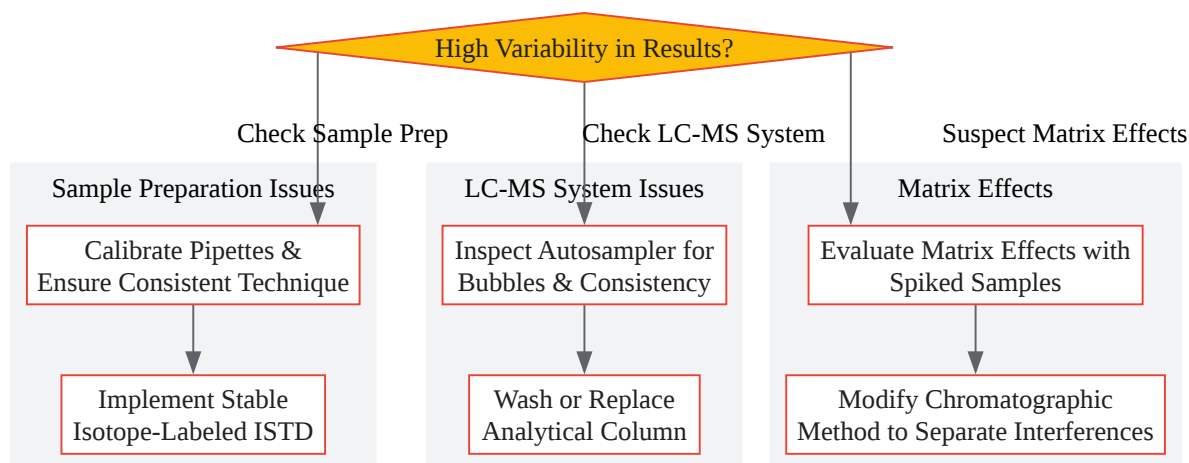 High Variability in Results?
Check Sample Prep
Check LC-MS System
Suspect Matrix Effects
Sample Preparation Issues
Calibrate Pipettes &
Ensure Consistent Technique
Implement Stable
Isotope-Labeled ISTD
LC-MS System Issues
Inspect Autosampler for
Bubbles & Consistency
Wash or Replace
Analytical Column
Matrix Effects
Evaluate Matrix Effects with
Spiked Samples
Modify Chromatographic
Method to Separate Interferences